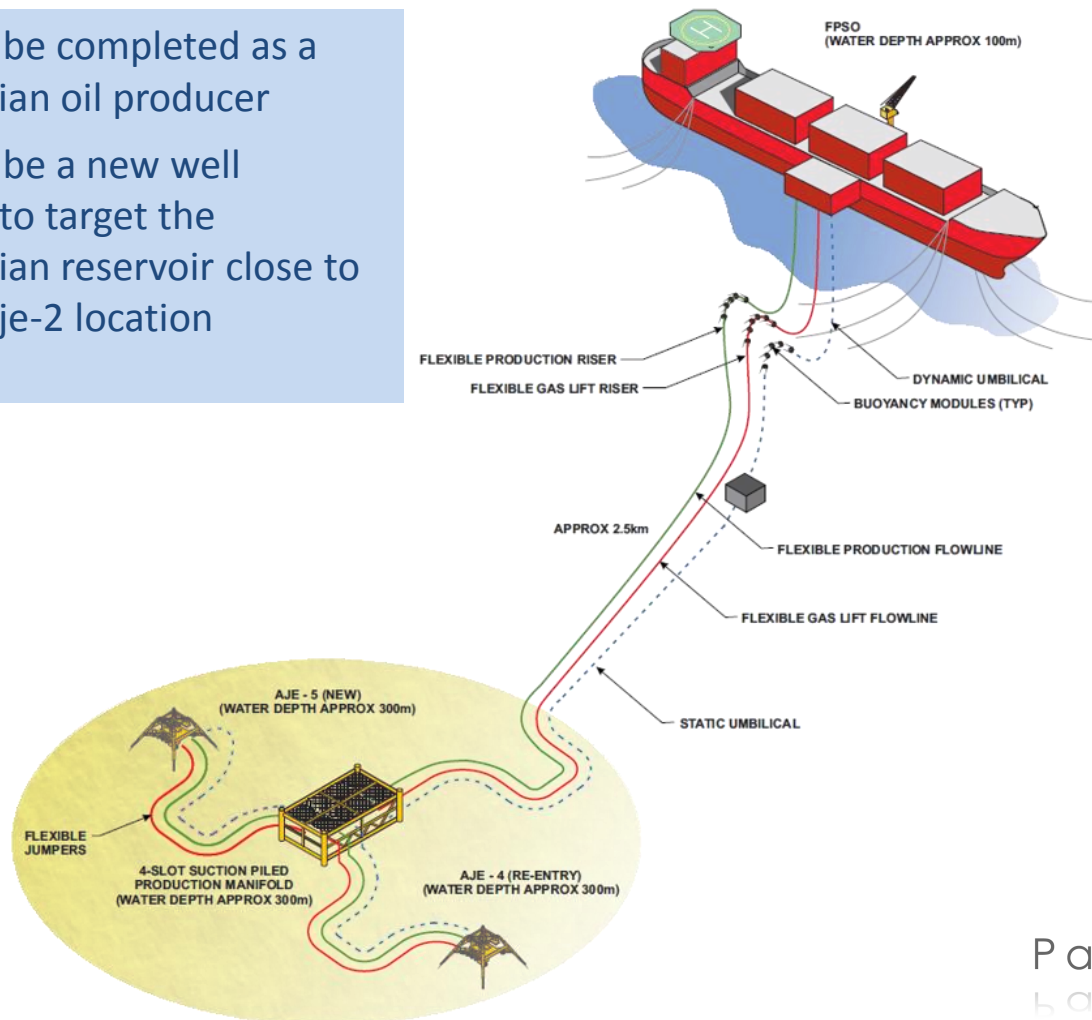 be completed as a
ian oil producer
be a new well
to target the
ian reservoir close to
je-2 location
FPSO
(WATER DEPTH APPROX 100m)
H
FLEXIBLE PRODUCTION RISER
FLEXIBLE GAS LIFT RISER
DYNAMIC UMBILICAL
BUOYANCY MODULES (TYP)
APPROX 2.5km
FLEXIBLE PRODUCTION FLOWLINE
FLEXIBLE GAS LIFT FLOWLINE
STATIC UMBILICAL
AJE - 5 (NEW)
(WATER DEPTH APPROX 300m)
FLEXIBLE
JUMPERS
4-SLOT SUCTION PILED
PRODUCTION MANIFOLD
(WATER DEPTH APPROX 300m)
AJE - 4 (RE-ENTRY)
(WATER DEPTH APPROX 300m)
Pa